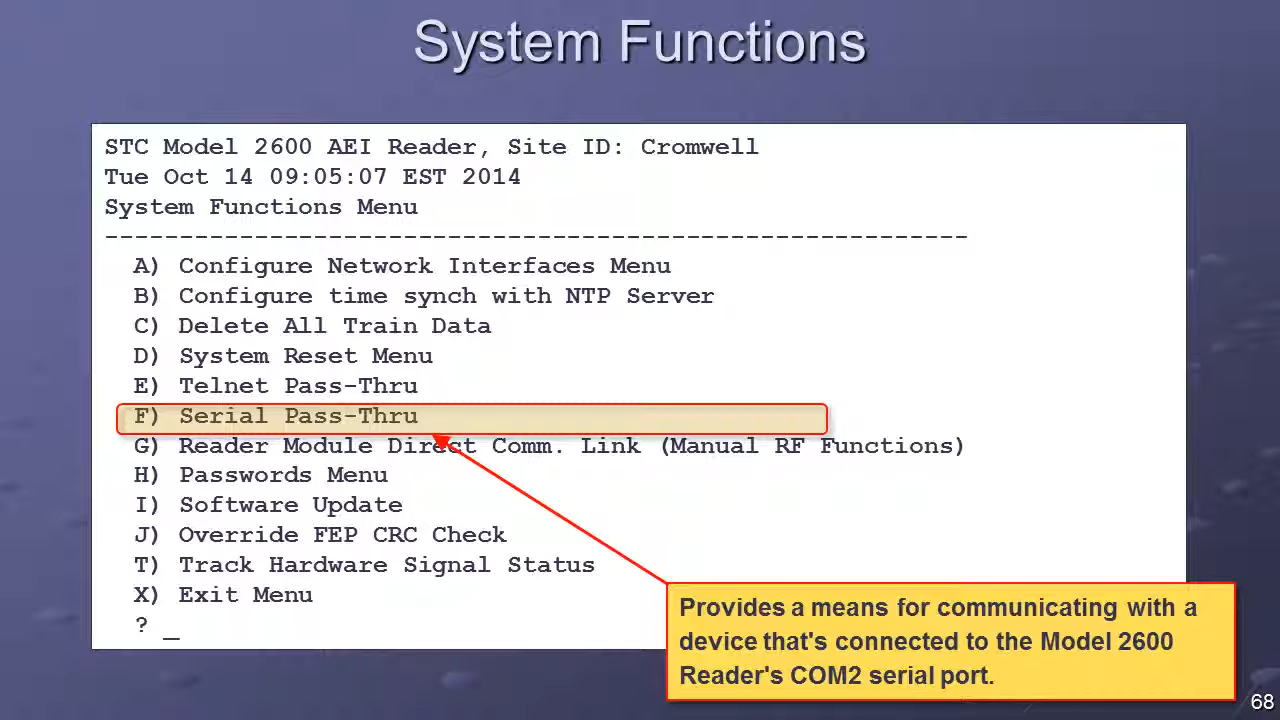 System Functions
STC Model 2600 AEI Reader, Site ID: Cromwell
Tue Oct 14 09:05:07 EST 2014
System Functions Menu
----------------------------------------------------------
A) Configure Network Interfaces Menu
B) Configure time synch with NTP Server
C) Delete All Train Data
D) System Reset Menu
E) Telnet Pass-Thru
F) Serial Pass-Thru
G) Reader Module Direct Comm. Link (Manual RF Functions)
H) Passwords Menu
I) Software Update
J) Override FEP CRC Check
T) Track Hardware Signal Status
X) Exit Menu
? _
Provides a means for communicating with a
device that's connected to the Model 2600
Reader's COM2 serial port.
68